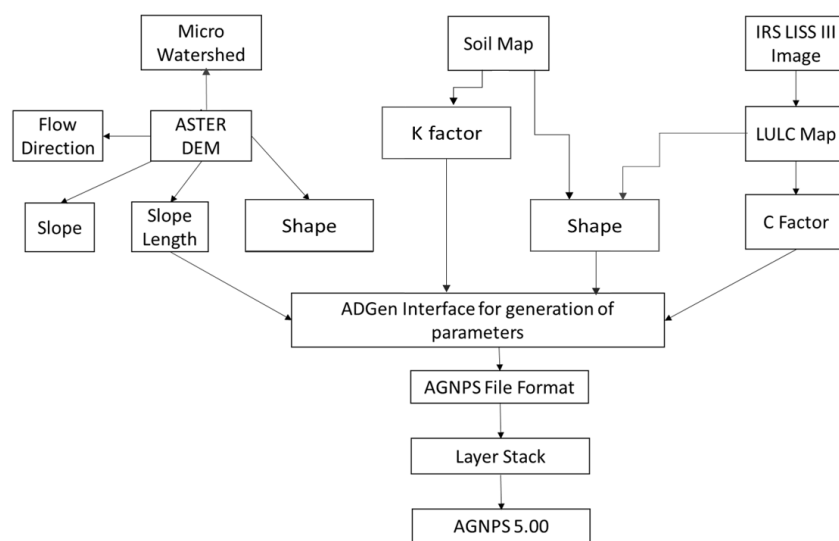 Micro
Watershed
Soil Map
IRS LISS III
Image
Flow
Direction
ASTER
DEM
K factor
LULC Map
Slope
Slope
Length
Shape
Shape
C Factor
ADGen Interface for generation of
parameters
AGNPS File Format
Layer Stack
AGNPS 5.00